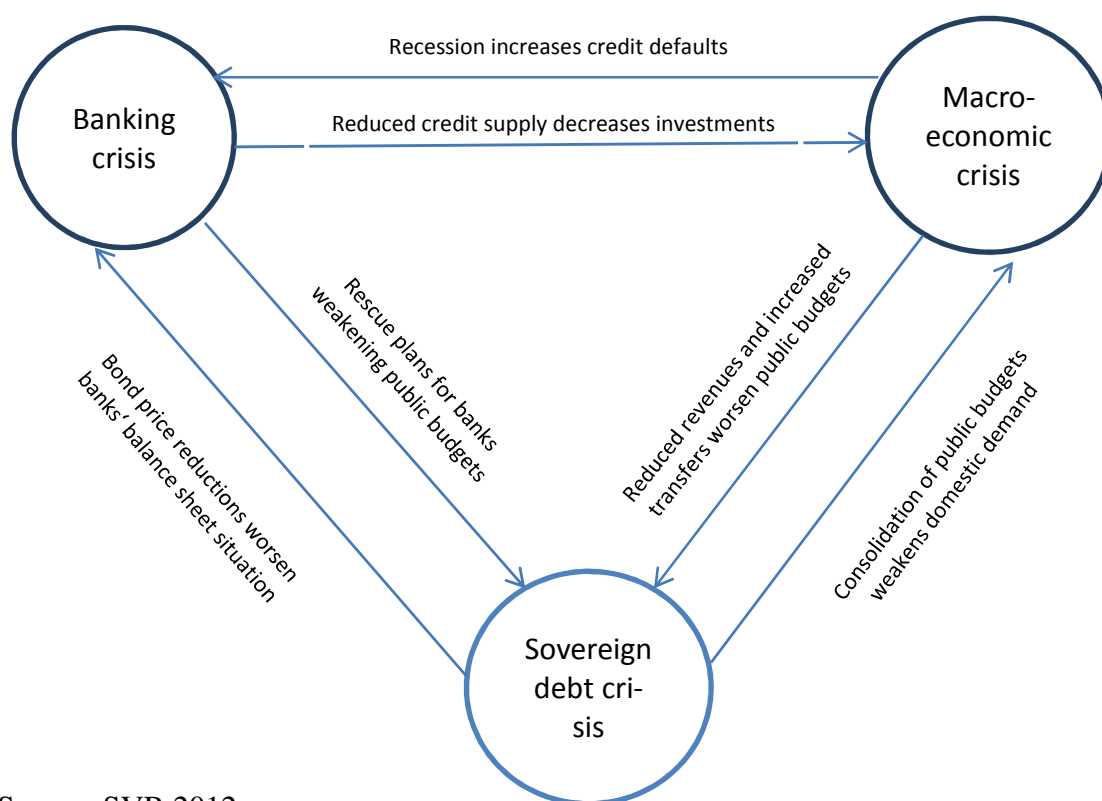 Recession increases credit defaults
Banking
crisis
Macro-
economic
crisis
Reduced credit supply decreases investments
Rescue plans for banks
weakening public budgets
Reduced revenues and increased
transfers worsen public budgets
Bond price reductions worsen
banks‘ balance sheet situation
Consolidation of public budgets
weakens domestic demand
Sovereign
debt cri-
sis
SVR 2012